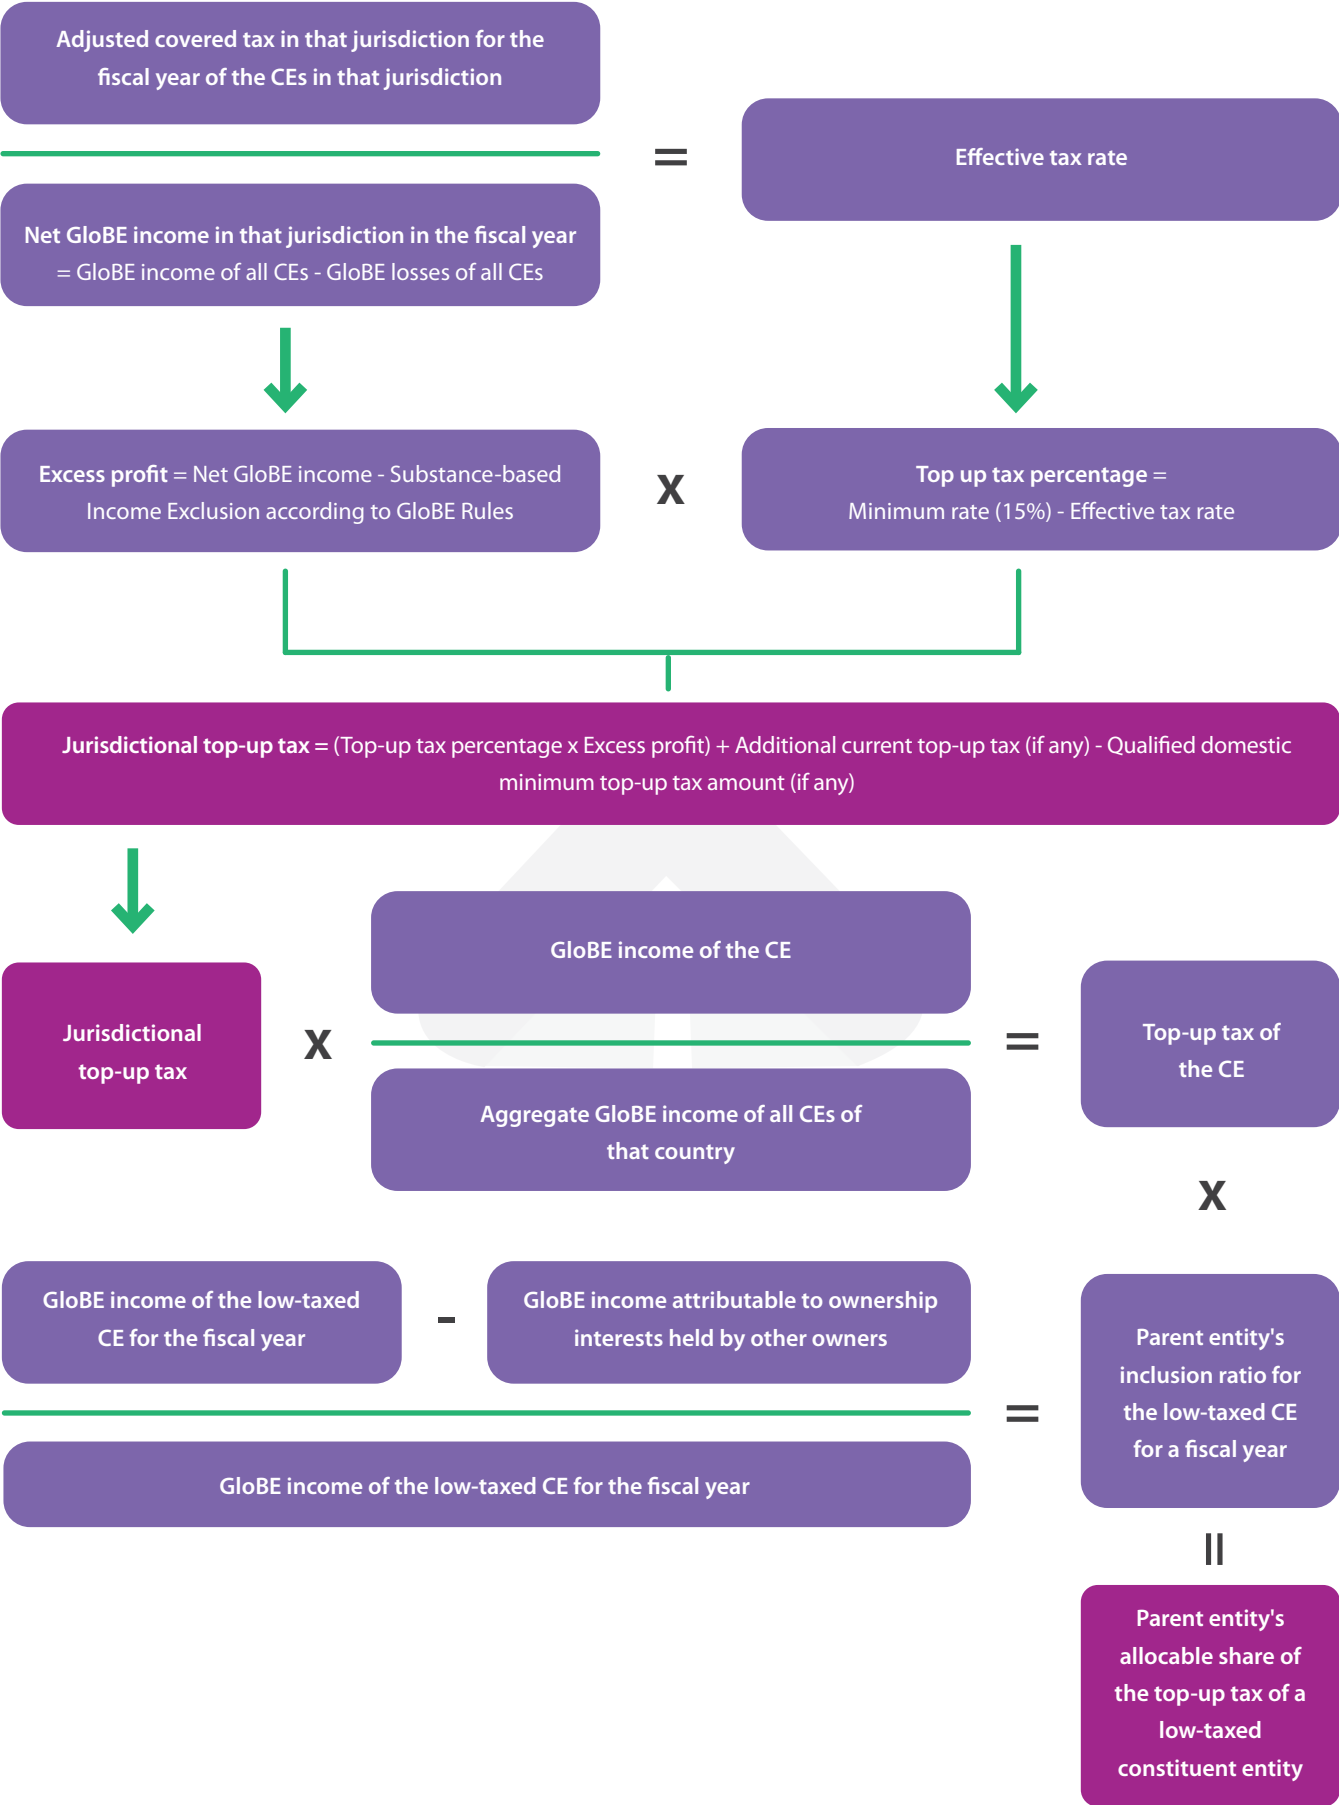 Adjusted covered tax in that jurisdiction for the
fiscal year of the CEs in that jurisdiction
=
Effective tax rate
Net GloBE income in that jurisdiction in the fiscal year
= GloBE income of all CEs - GloBE losses of all CEs
Excess profit = Net GloBE income - Substance-based
Income Exclusion according to GloBE Rules
x
Top up tax percentage =
Minimum rate (15%) - Effective tax rate
Jurisdictional top-up tax = (Top-up tax percentage x Excess profit) + Additional current top-up tax (if any) - Qualified domestic
minimum top-up tax amount (if any)
Jurisdictional
top-up tax
x
GloBE income of the CE
Aggregate GloBE income of all CEs of
that country
=
Top-up tax of
the CE
x
GloBE income of the low-taxed
CE for the fiscal year
-
GloBE income attributable to ownership
interests held by other owners
GloBE income of the low-taxed CE for the fiscal year
=
Parent entity's
inclusion ratio for
the low-taxed CE
for a fiscal year
=
Parent entity's
allocable share of
the top-up tax of a
low-taxed
constituent entity